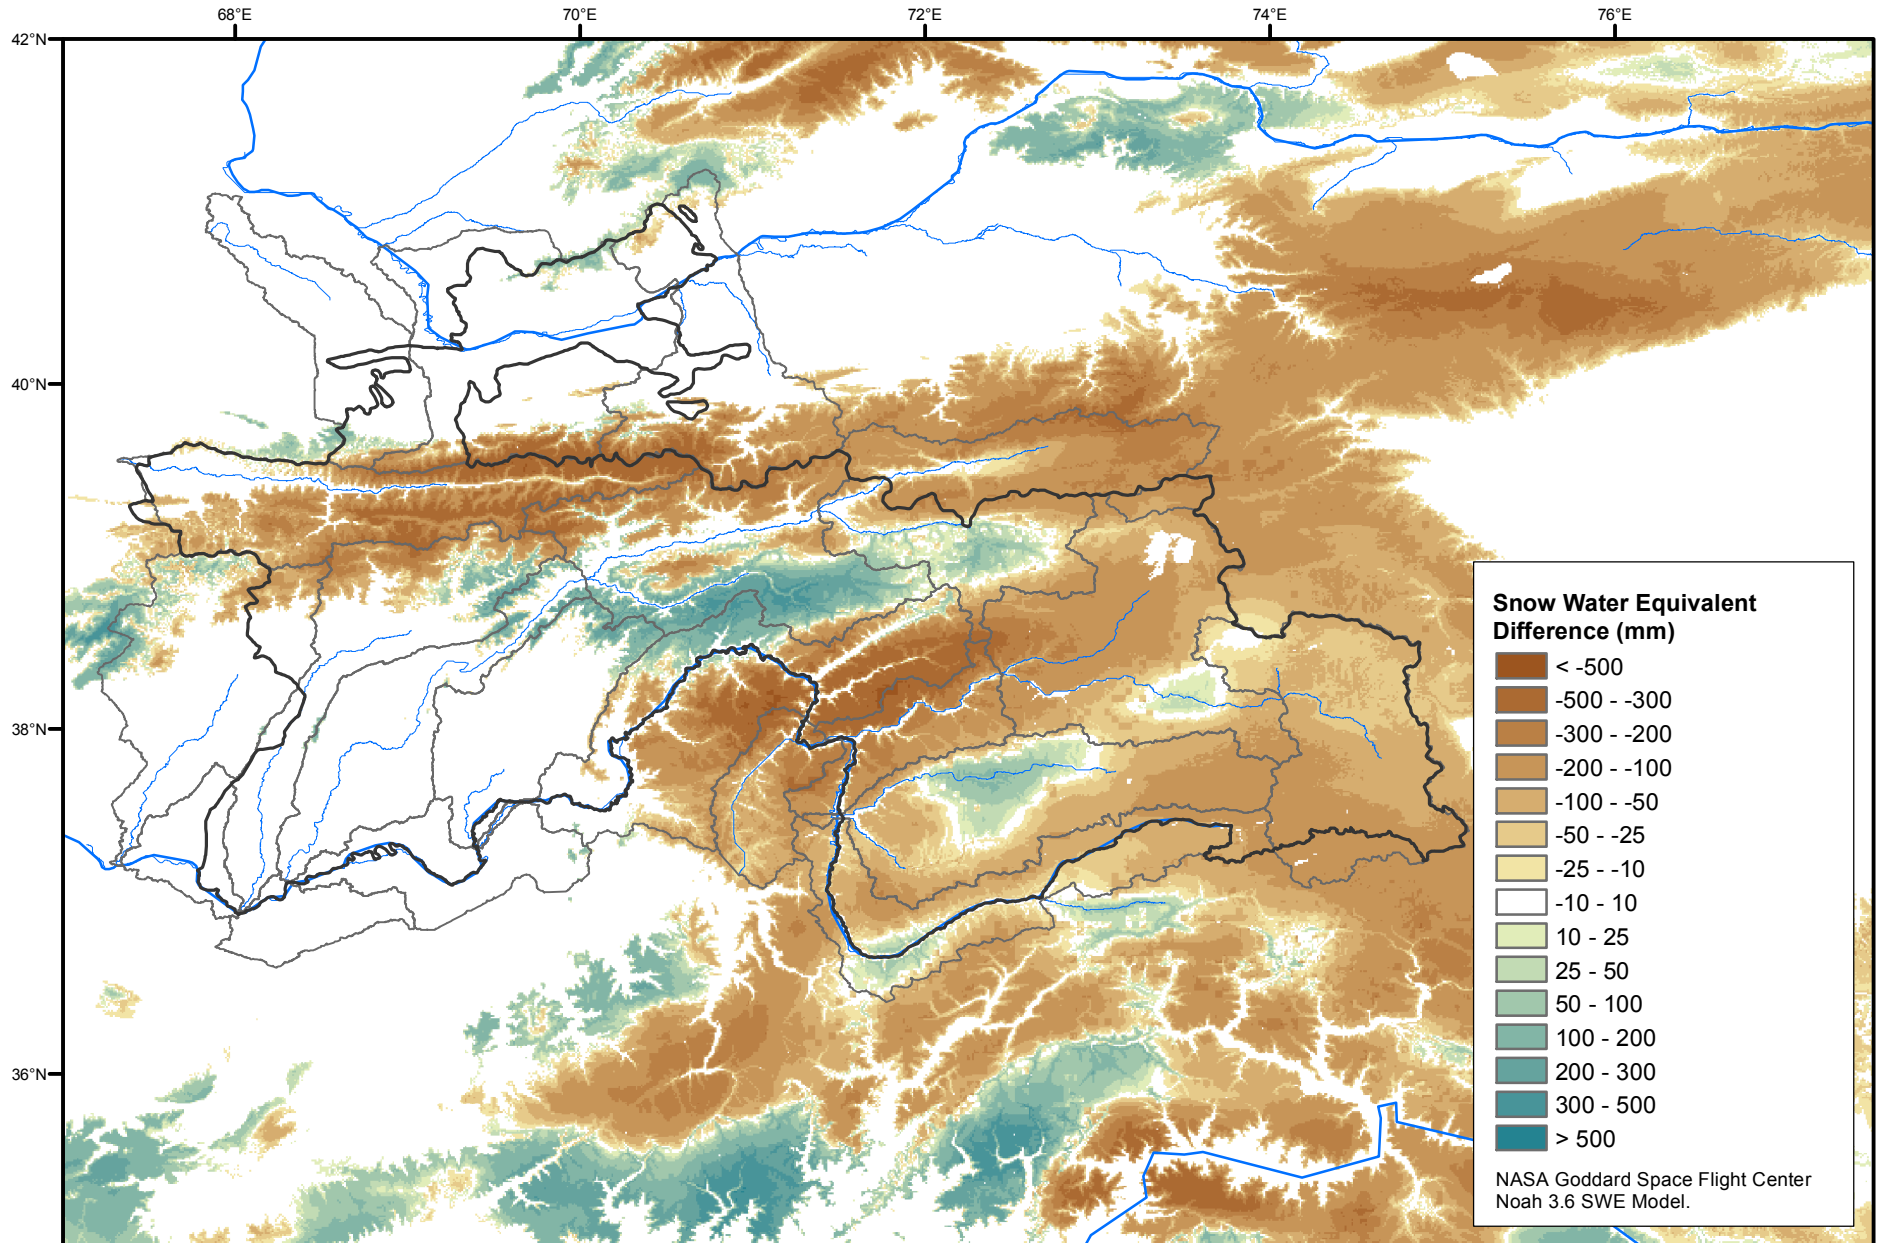 68°E 70°E 72°E 74°E 76°E
42°N
40°N
38°N
36°N
Snow Water Equivalent
Difference (mm)
< -500
-500 - -300
-300 - -200
-200 - -100
-100 - -50
-50 - -25
-25 - -10
-10 - 10
10 - 25
25 - 50
50 - 100
100 - 200
200 - 300
300 - 500
> 500
NASA Goddard Space Flight Center
Noah 3.6 SWE Model.